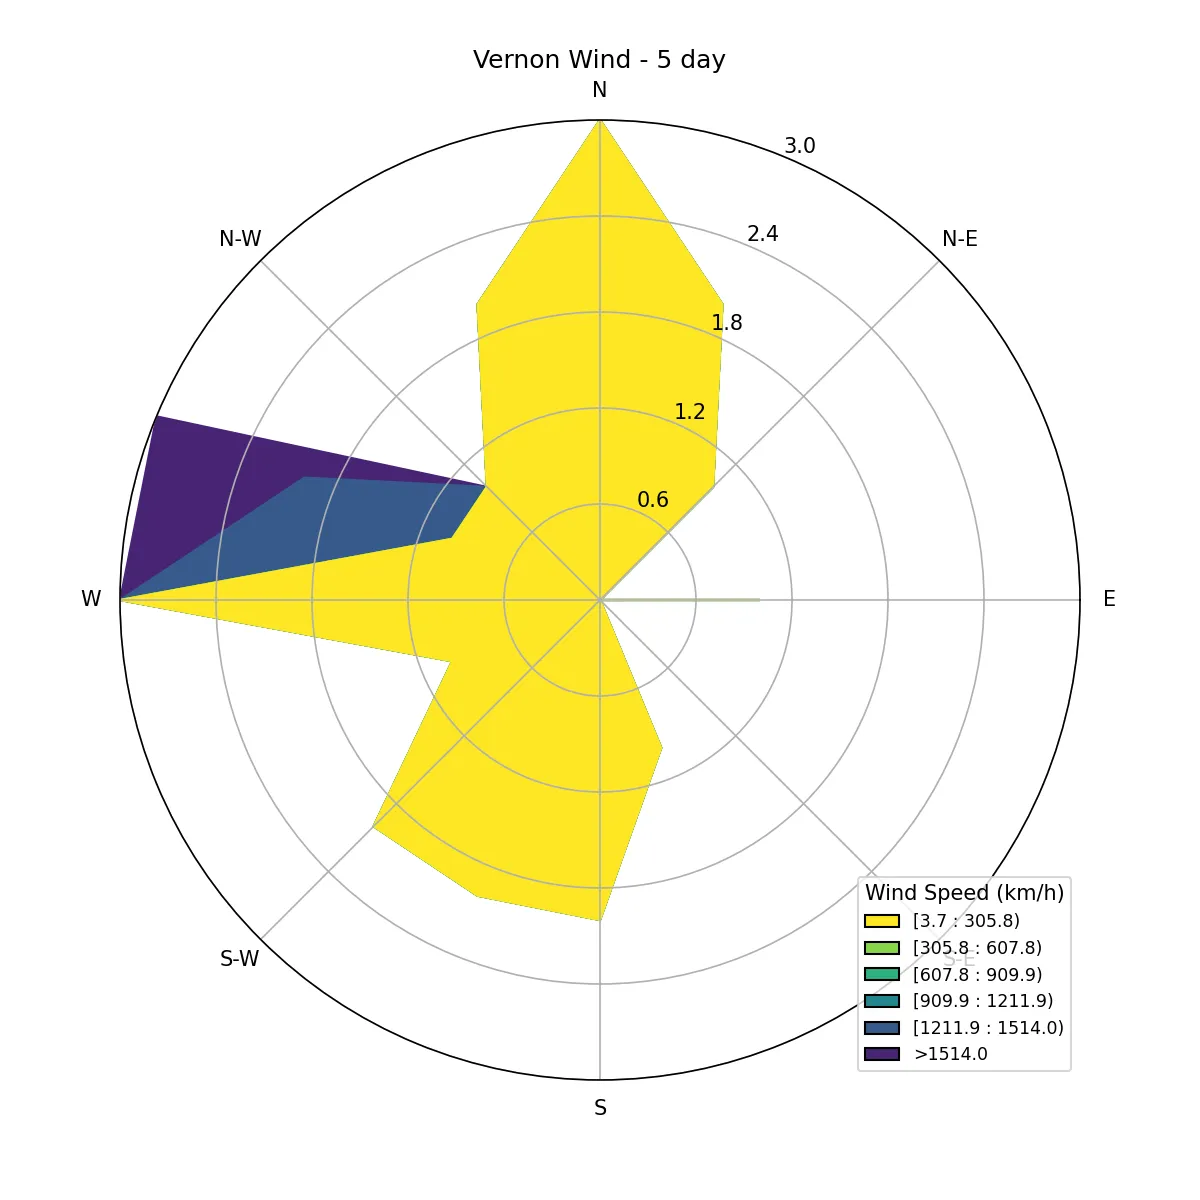 Vernon Wind - 5 day
N
3.0
N-W
2.4
N-E
1.8
1.2
0.6
W
E
S-W
S-E
S
Wind Speed (km/h)
[3.7 : 305.8)
[305.8 : 607.8)
[607.8 : 909.9)
[909.9 : 1211.9)
[1211.9 : 1514.0)
>1514.0